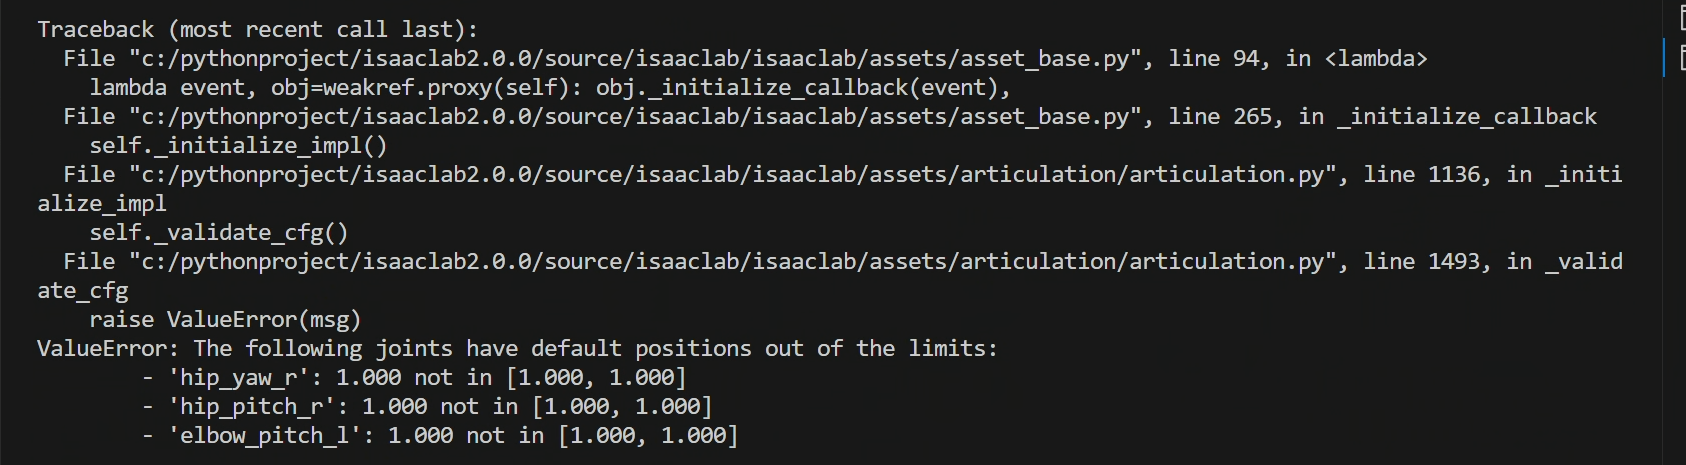 Traceback (most recent call last):
  File "c:/pythonproject/isaaclab2.0.0/source/isaaclab/isaaclab/assets/asset_base.py", line 94, in <lambda>
    lambda event, obj=weakref.proxy(self): obj._initialize_callback(event),
  File "c:/pythonproject/isaaclab2.0.0/source/isaaclab/isaaclab/assets/asset_base.py", line 265, in _initialize_callback
    self._initialize_impl()
  File "c:/pythonproject/isaaclab2.0.0/source/isaaclab/isaaclab/assets/articulation/articulation.py", line 1136, in _initi
alize_impl
    self._validate_cfg()
  File "c:/pythonproject/isaaclab2.0.0/source/isaaclab/isaaclab/assets/articulation/articulation.py", line 1493, in _valid
ate_cfg
    raise ValueError(msg)
ValueError: The following joints have default positions out of the limits:
        - 'hip_yaw_r': 1.000 not in [1.000, 1.000]
        - 'hip_pitch_r': 1.000 not in [1.000, 1.000]
        - 'elbow_pitch_l': 1.000 not in [1.000, 1.000]